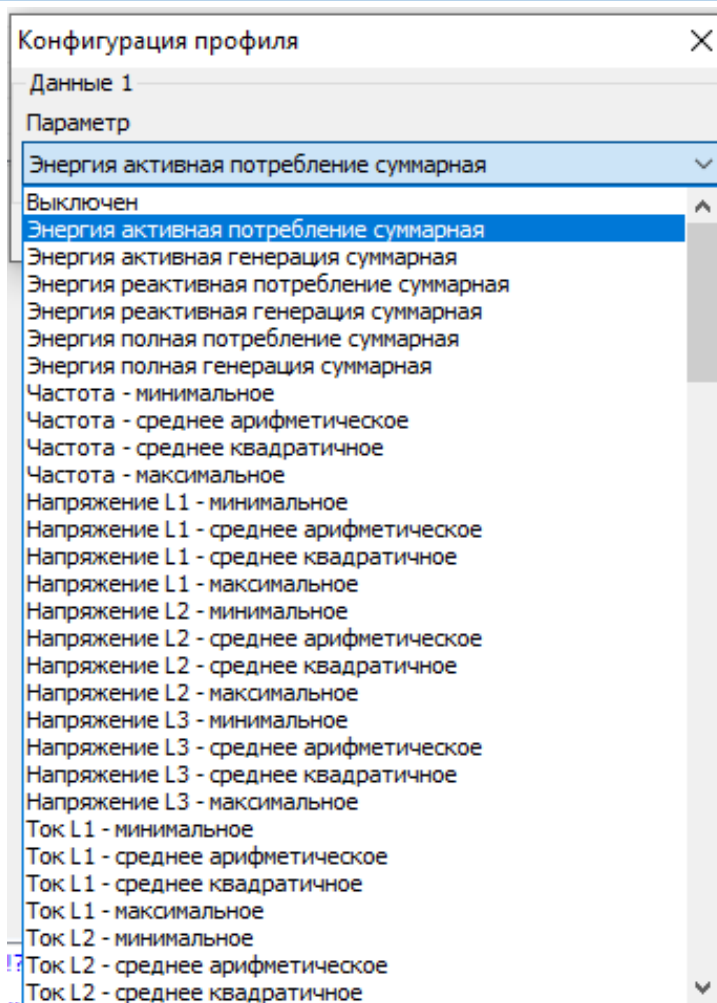 Конфигурация профиля
Данные 1
Параметр
Энергия активная потребление суммарная
Выключен
Энергия активная потребление суммарная
Энергия активная генерация суммарная
Энергия реактивная потребление суммарная
Энергия реактивная генерация суммарная
Энергия полная потребление суммарная
Энергия полная генерация суммарная
Частота - минимальное
Частота - среднее арифметическое
Частота - среднее квадратичное
Частота - максимальное
Напряжение L1 - минимальное
Напряжение L1 - среднее арифметическое
Напряжение L1 - среднее квадратичное
Напряжение L1 - максимальное
Напряжение L2 - минимальное
Напряжение L2 - среднее арифметическое
Напряжение L2 - среднее квадратичное
Напряжение L2 - максимальное
Напряжение L3 - минимальное
Напряжение L3 - среднее арифметическое
Напряжение L3 - среднее квадратичное
Напряжение L3 - максимальное
Ток L1 - минимальное
Ток L1 - среднее арифметическое
Ток L1 - среднее квадратичное
Ток L1 - максимальное
Ток L2 - минимальное
!?
Ток L2 - среднее арифметическое
Ток L2 - среднее квадратичное